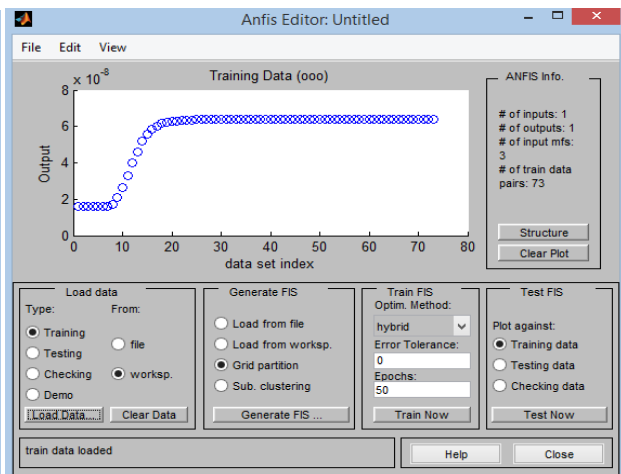 Anfis Editor: Untitled
File Edit View
x 10-8
Training Data (ooo)
8
6
4
2
0
Output
0 10 20 30 40 50 60 70 80
data set index
ANFIS Info.
# of inputs: 1
# of outputs: 1
# of input mfs:
3
# of train data
pairs: 73
Structure
Clear Plot
Load data
Type: From:
Training
Testing
Checking
Demo
file
worksp.
Load Data...
Clear Data
Generate FIS
Load from file
Load from worksp.
Grid partition
Sub. clustering
Generate FIS ...
Train FIS
Optim. Method:
hybrid
Error Tolerance:
0
Epochs:
50
Train Now
Test FIS
Plot against:
Training data
Testing data
Checking data
Test Now
train data loaded
Help
Close